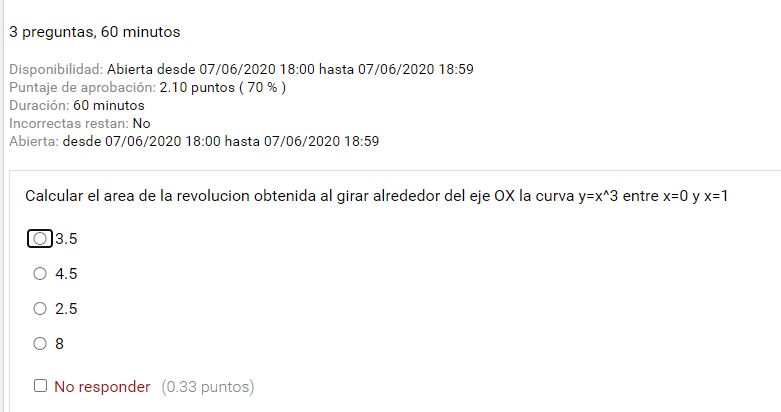 3 preguntas, 60 minutos
Disponibilidad: Abierta desde 07/06/2020 18:00 hasta 07/06/2020 18:59
Puntaje de aprobación: 2.10 puntos ( 70 % )
Duración: 60 minutos
Incorrectas restan: No
Abierta: desde 07/06/2020 18:00 hasta 07/06/2020 18:59
Calcular el area de la revolucion obtenida al girar alrededor del eje OX la curva y=x^3 entre x=0 y x=1
3.5
4.5
2.5
8
No responder (0.33 puntos)